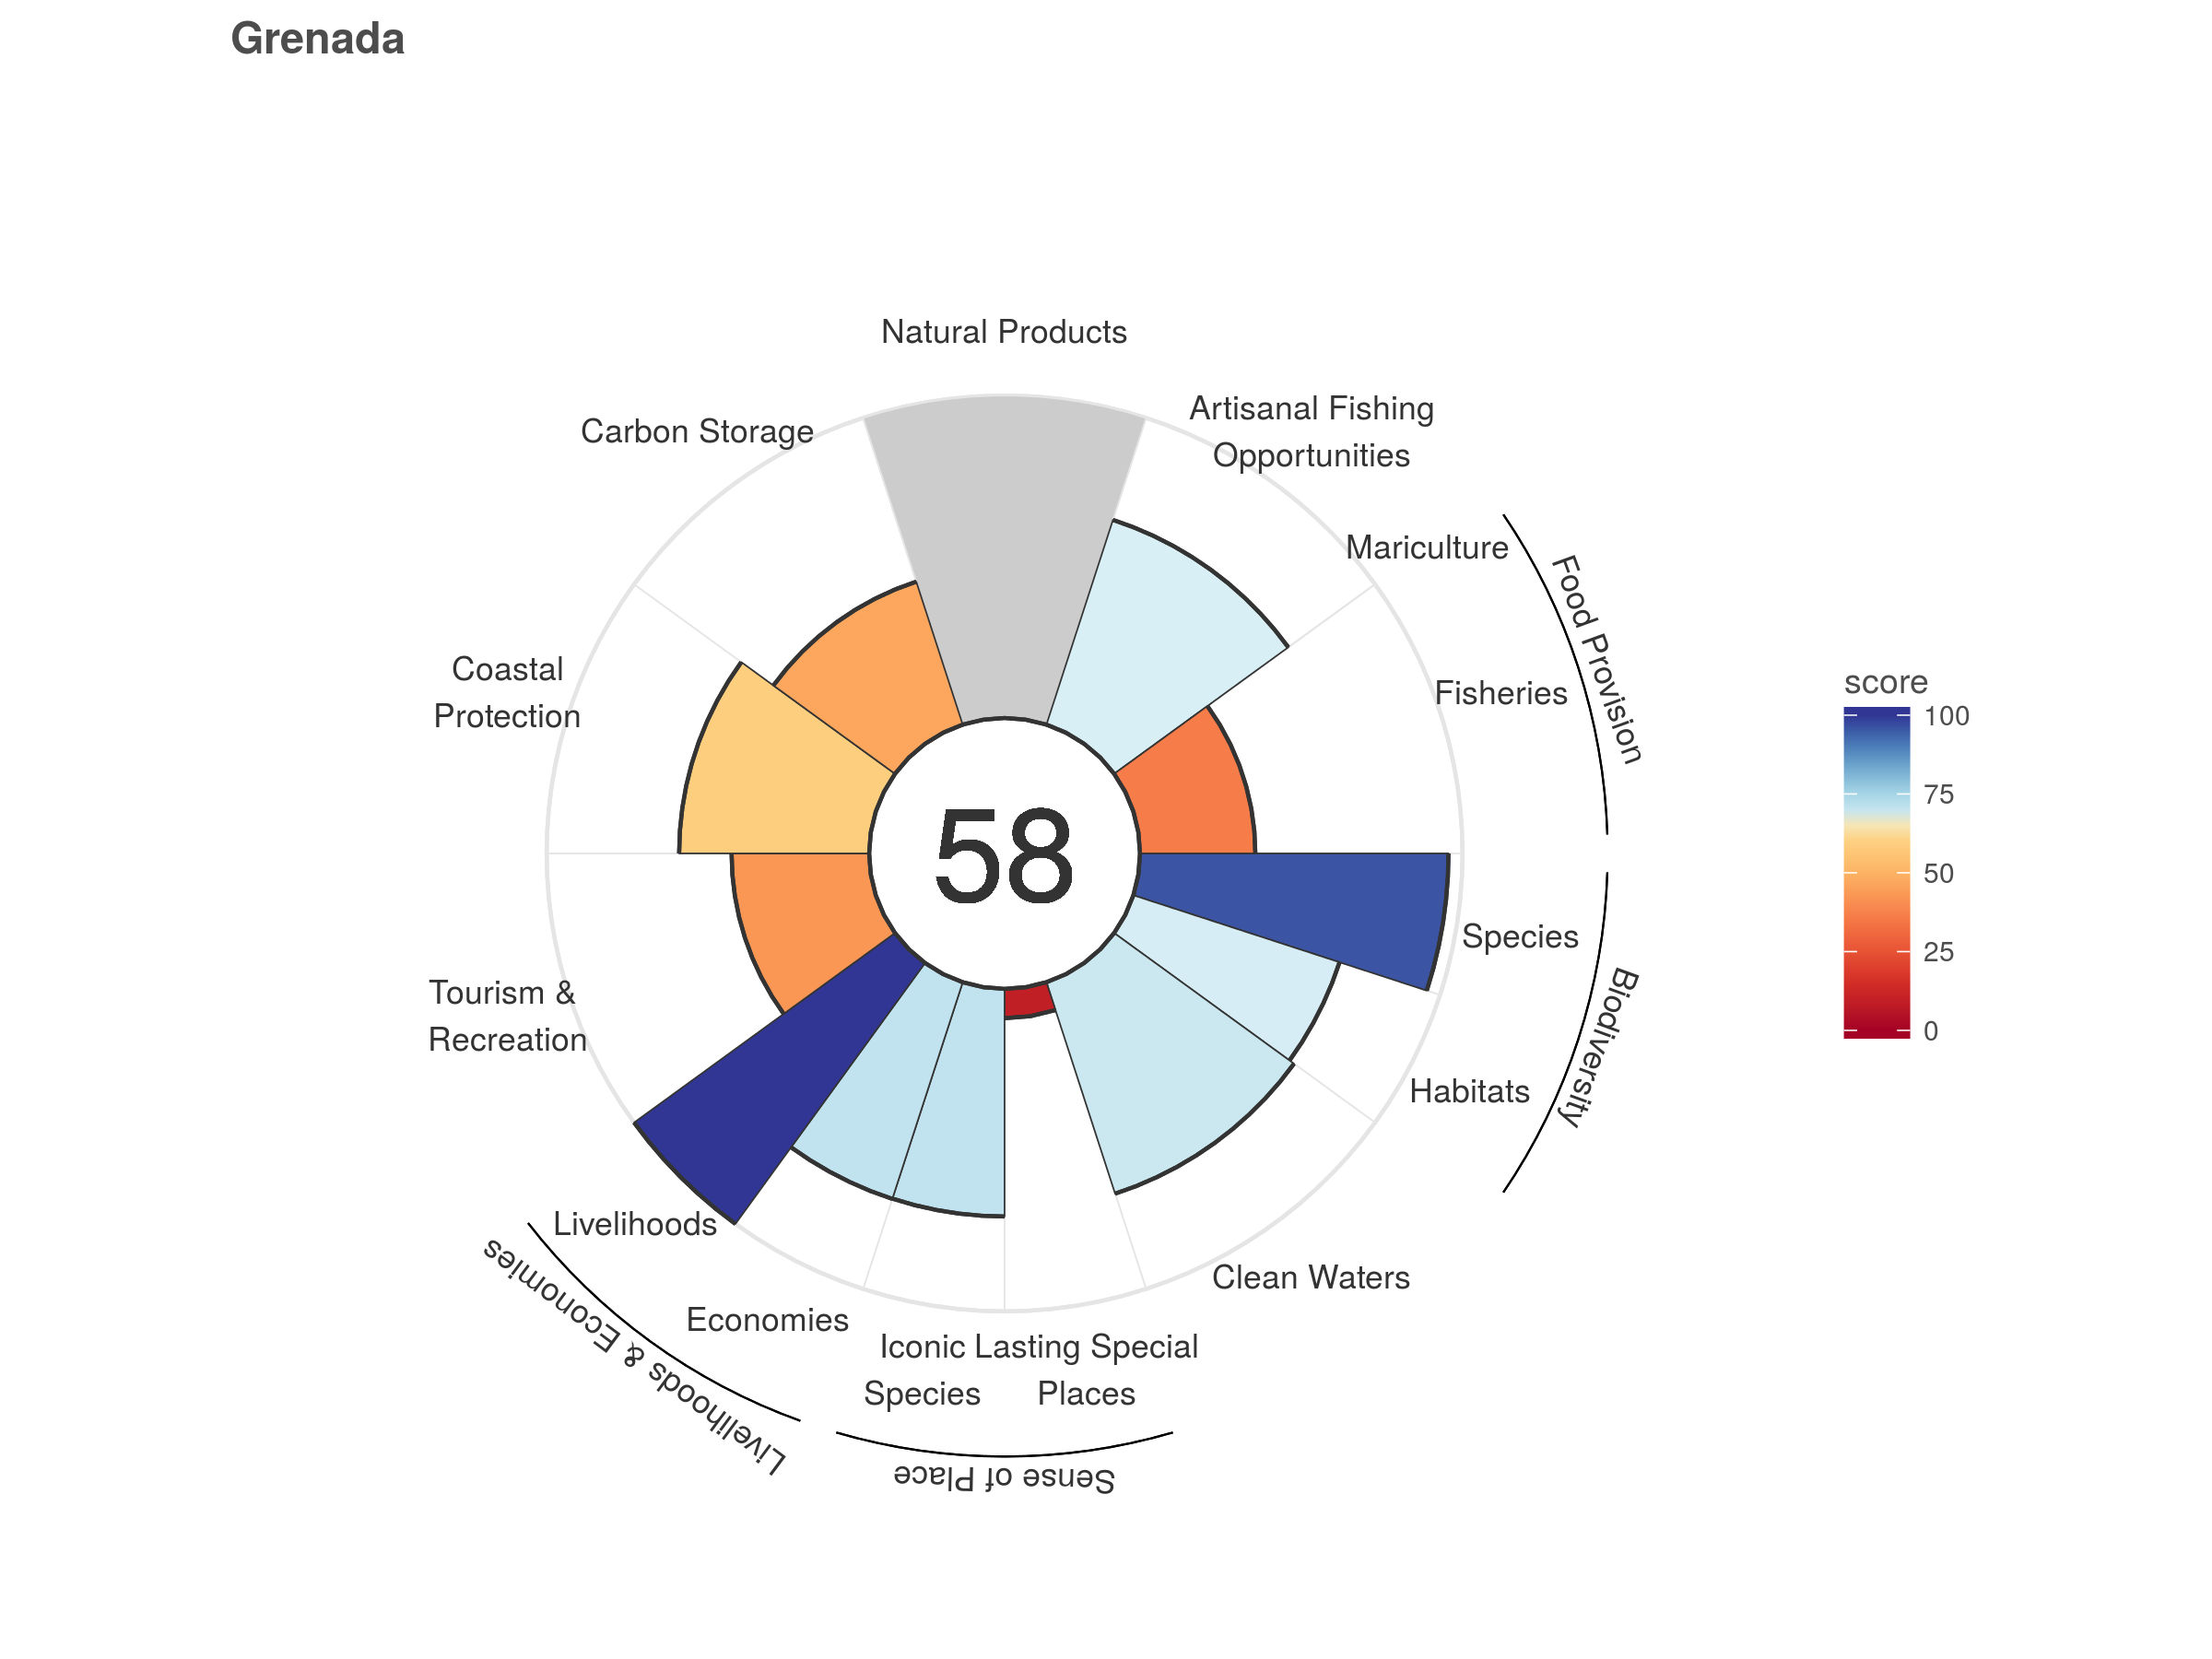 Grenada
Natural Products
Artisanal Fishing
Opportunities
Carbon Storage
Mariculture
Food Provision
Fisheries
Coastal
Protection
58
score
100
75
50
25
0
Species
Biodiversity
Habitats
Tourism &
Recreation
Livelihoods
Livelihoods & Economies
Clean Waters
Economies
Iconic
Species
Lasting Special
Places
Sense of Place